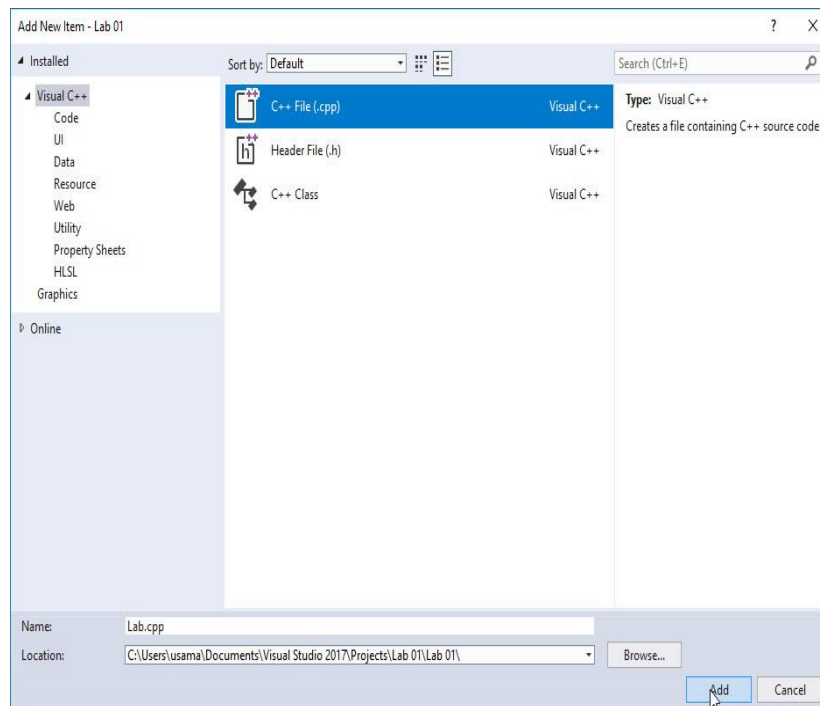 Add New Item - Lab 01
? X
Installed
Sort by: Default
Search (Ctrl+E)
Visual C++
Code
UI
Data
Resource
Web
Utility
Property Sheets
HLSL
Graphics
Online
C++ File (.cpp) Visual C++
Header File (.h) Visual C++
C++ Class Visual C++
Type: Visual C++
Creates a file containing C++ source code
Name: Lab.cpp
Location: C:\Users\usama\Documents\Visual Studio 2017\Projects\Lab 01\Lab 01\
Browse...
Add Cancel